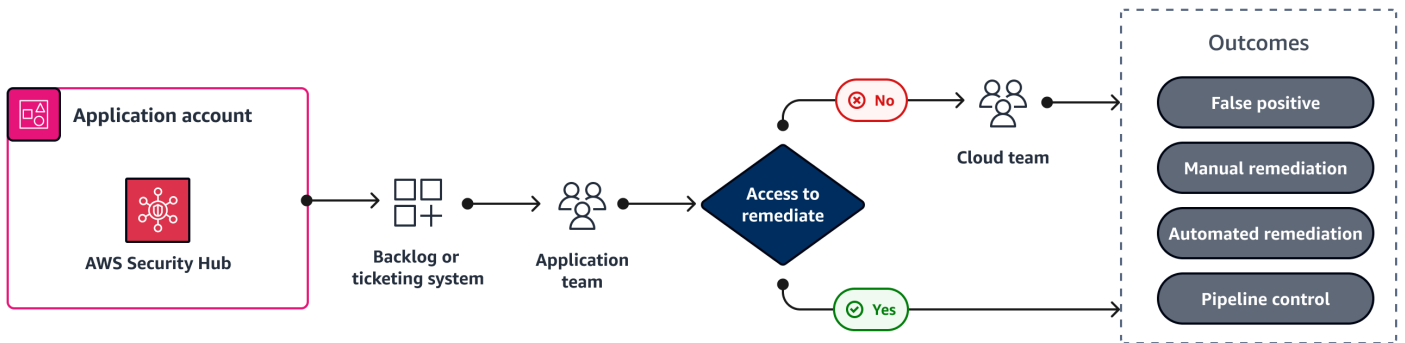 Application account
AWS Security Hub
Backlog or
ticketing system
Application
team
Access to
remediate
No
Cloud team
Yes
Outcomes
False positive
Manual remediation
Automated remediation
Pipeline control